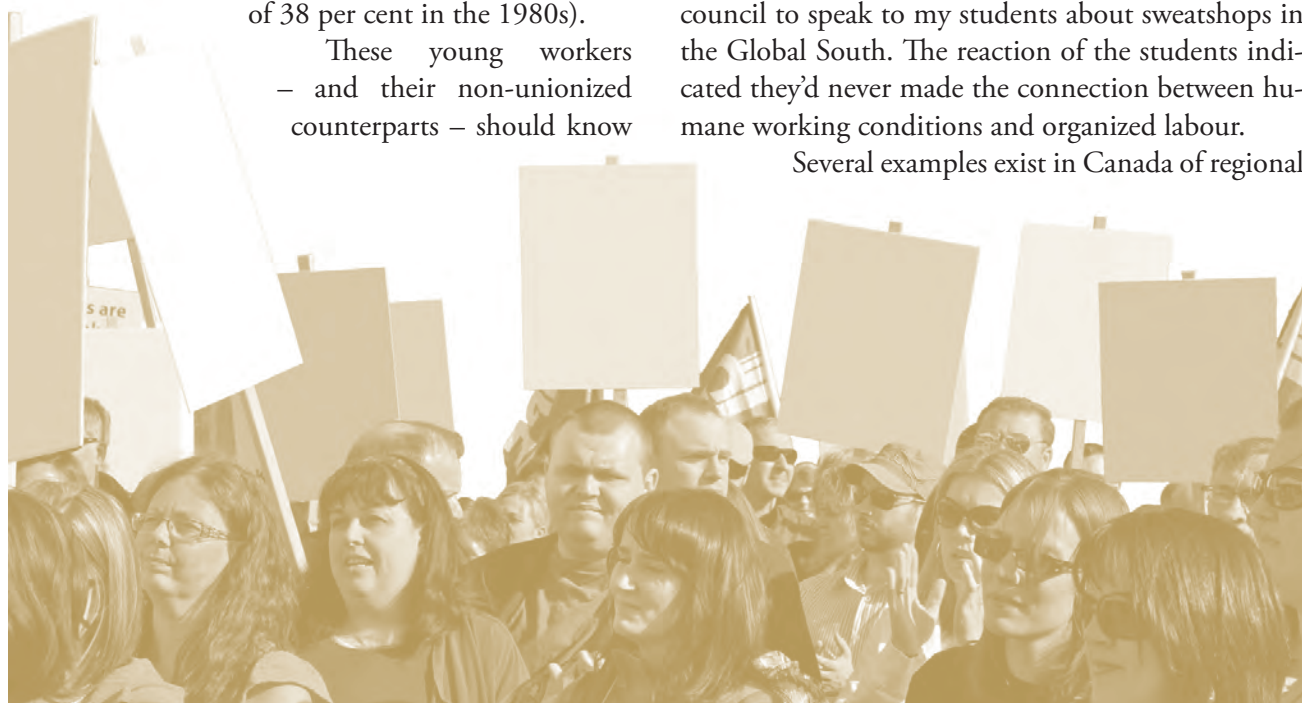 of 38 per cent in the 1980s).
These young workers
– and their non-unionized
counterparts – should know
council to speak to my students about sweatshops in
the Global South. The reaction of the students indi-
cated they’d never made the connection between hu-
mane working conditions and organized labour.
Several examples exist in Canada of regional
s are